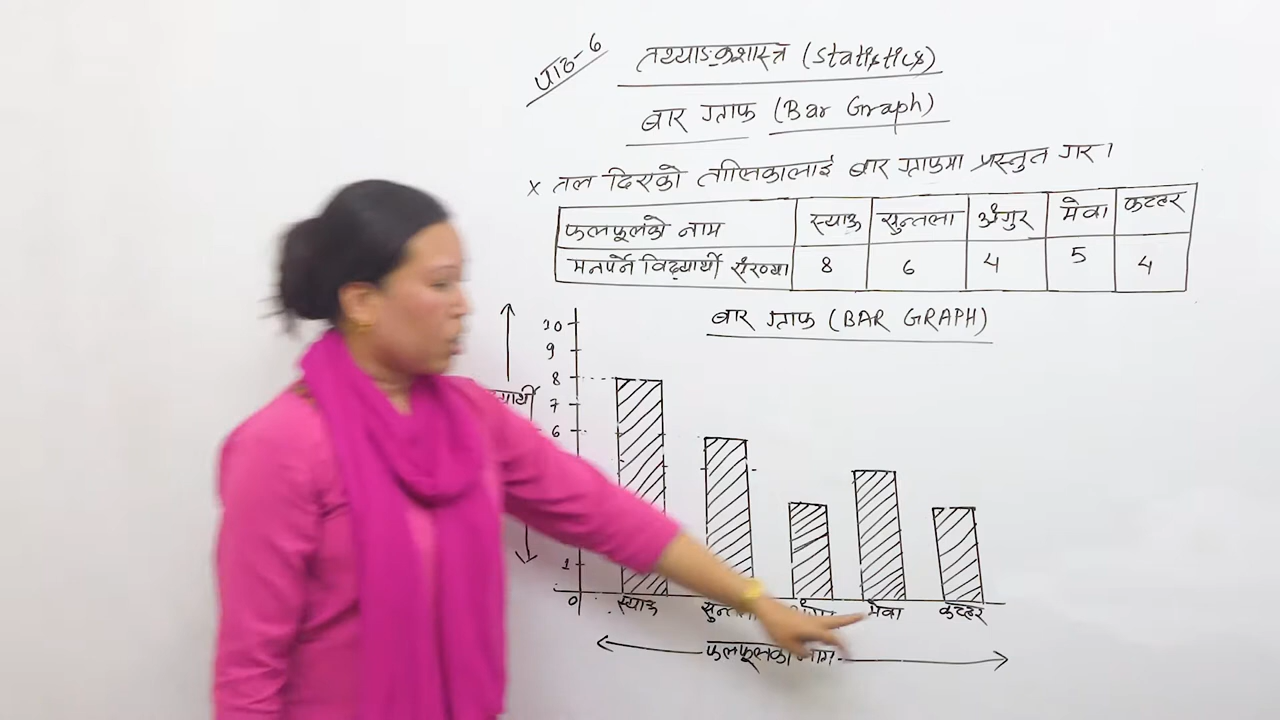 पाठ-6
तथ्याङ्कशास्त्र (Statistics)
बार ग्राफ (Bar Graph)
× तल दिएको तालिकालाई बार ग्राफमा प्रस्तुत गर।
फलफूलको नाम स्याऊ सुन्तला अंगुर मेवा कटहर
मनपर्ने विद्यार्थी संख्या 8 6 4 5 4
बार ग्राफ (BAR GRAPH)
10
9
8
7
6
1
0
स्याऊ मेवा कटहर
फलफूलको नाम